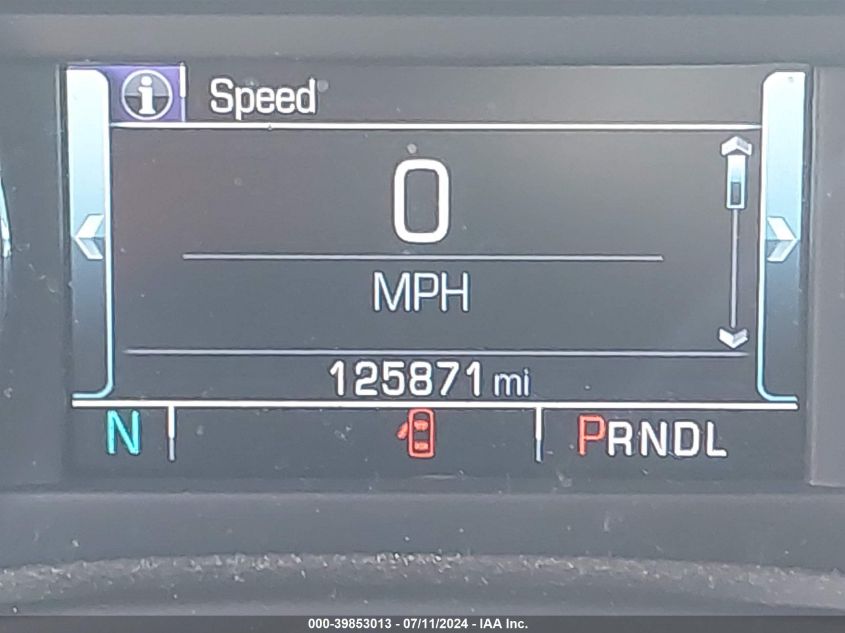 Speed
0
MPH
125871 mi
N PRNDL
000-39853013 - 07/11/2024 - IAA Inc.